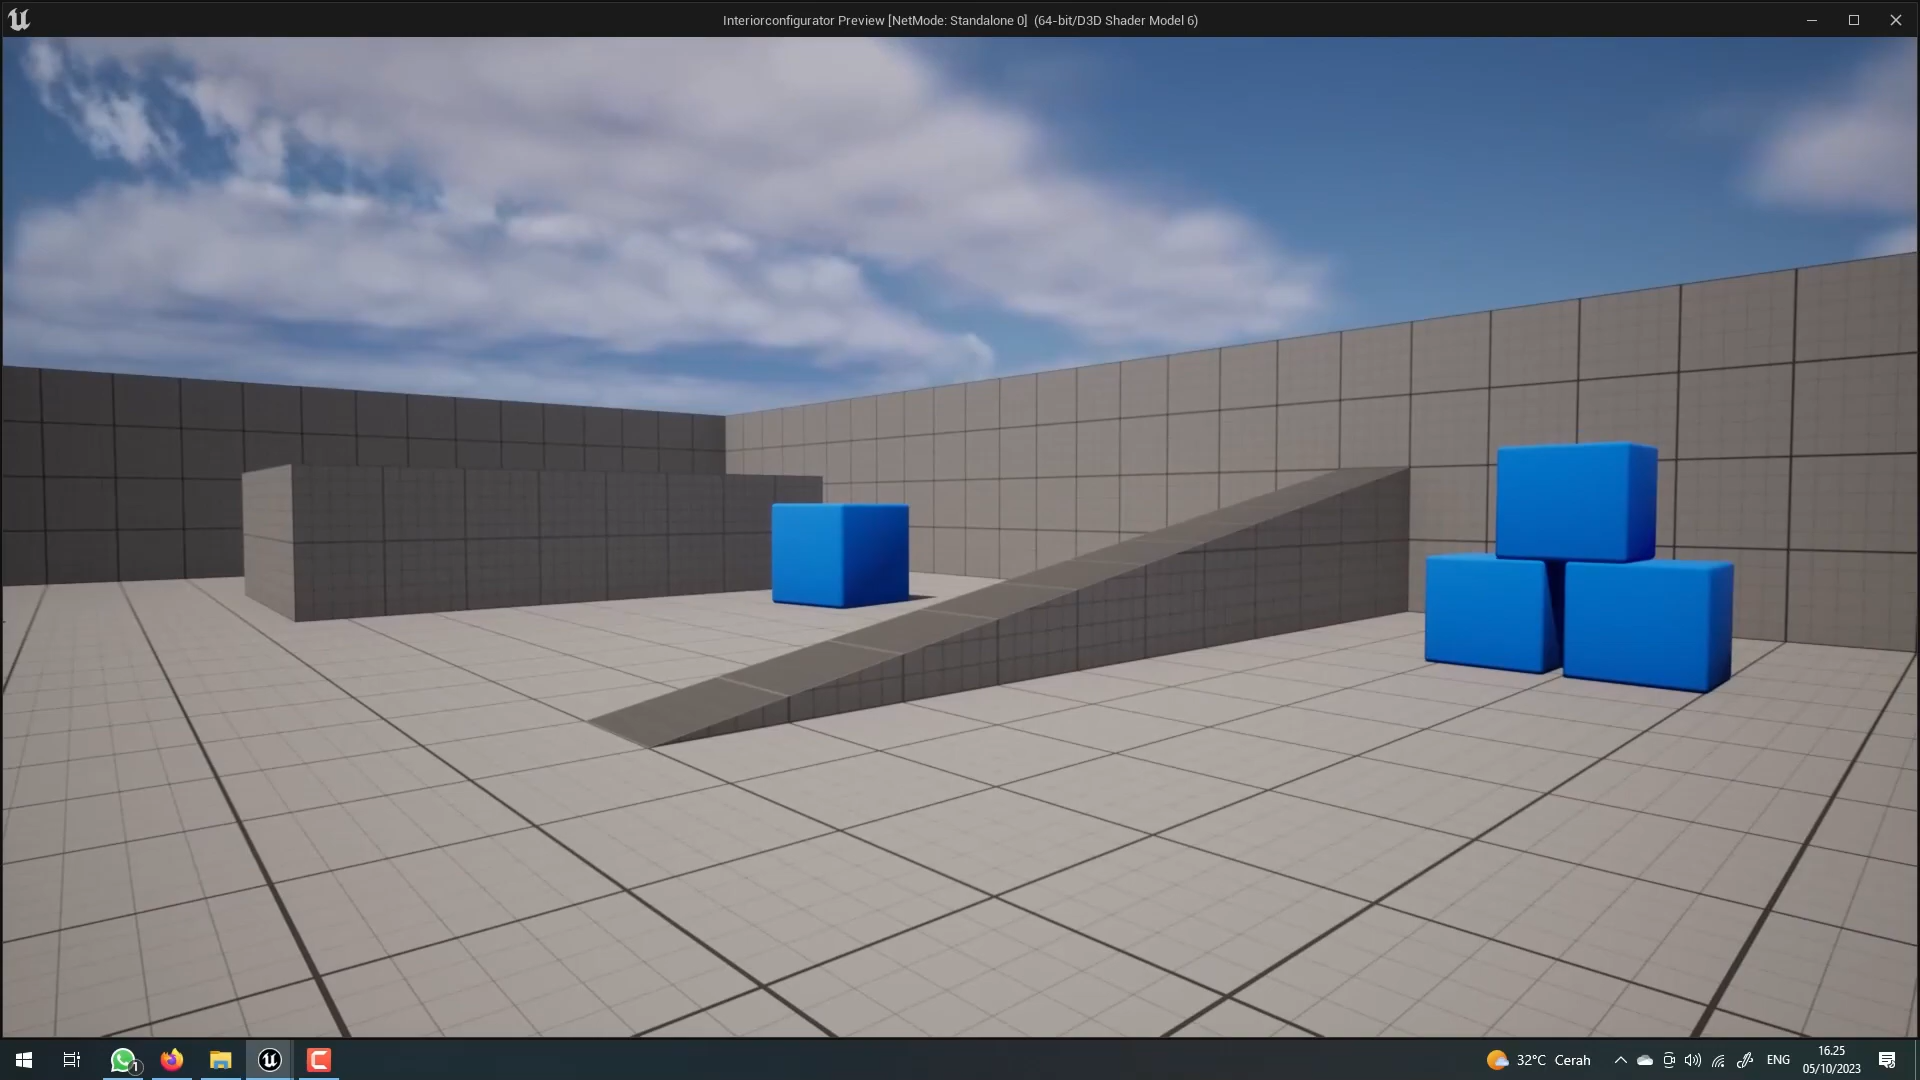 Interiorconfigurator Preview [NetMode: Standalone 0]  (64-bit/D3D Shader Model 6)
1
32°C Cerah
ENG
16.25
05/10/2023